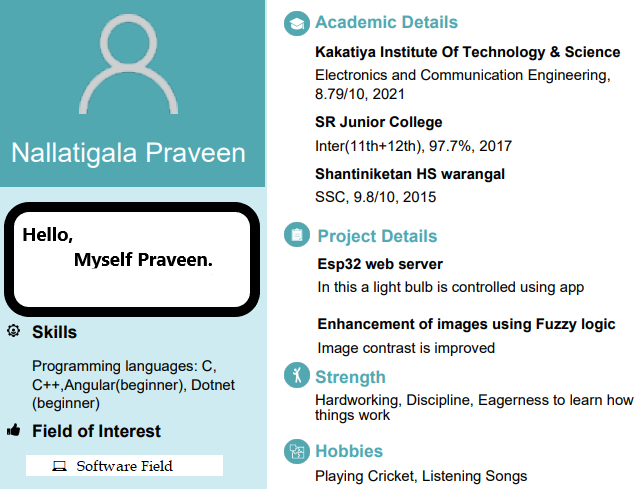 Nallatigala Praveen
Hello,
Myself Praveen.
Skills
Programming languages: C,
C++,Angular(beginner), Dotnet
(beginner)
Field of Interest
Software Field
Academic Details
Kakatiya Institute Of Technology & Science
Electronics and Communication Engineering,
8.79/10, 2021
SR Junior College
Inter(11th+12th), 97.7%, 2017
Shantiniketan HS warangal
SSC, 9.8/10, 2015
Project Details
Esp32 web server
In this a light bulb is controlled using app
Enhancement of images using Fuzzy logic
Image contrast is improved
Strength
Hardworking, Discipline, Eagerness to learn how
things work
Hobbies
Playing Cricket, Listening Songs